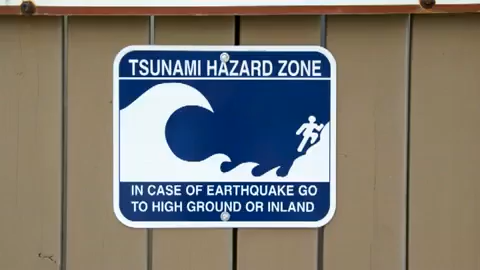 TSUNAMI HAZARD ZONE
IN CASE OF EARTHQUAKE GO
TO HIGH GROUND OR INLAND